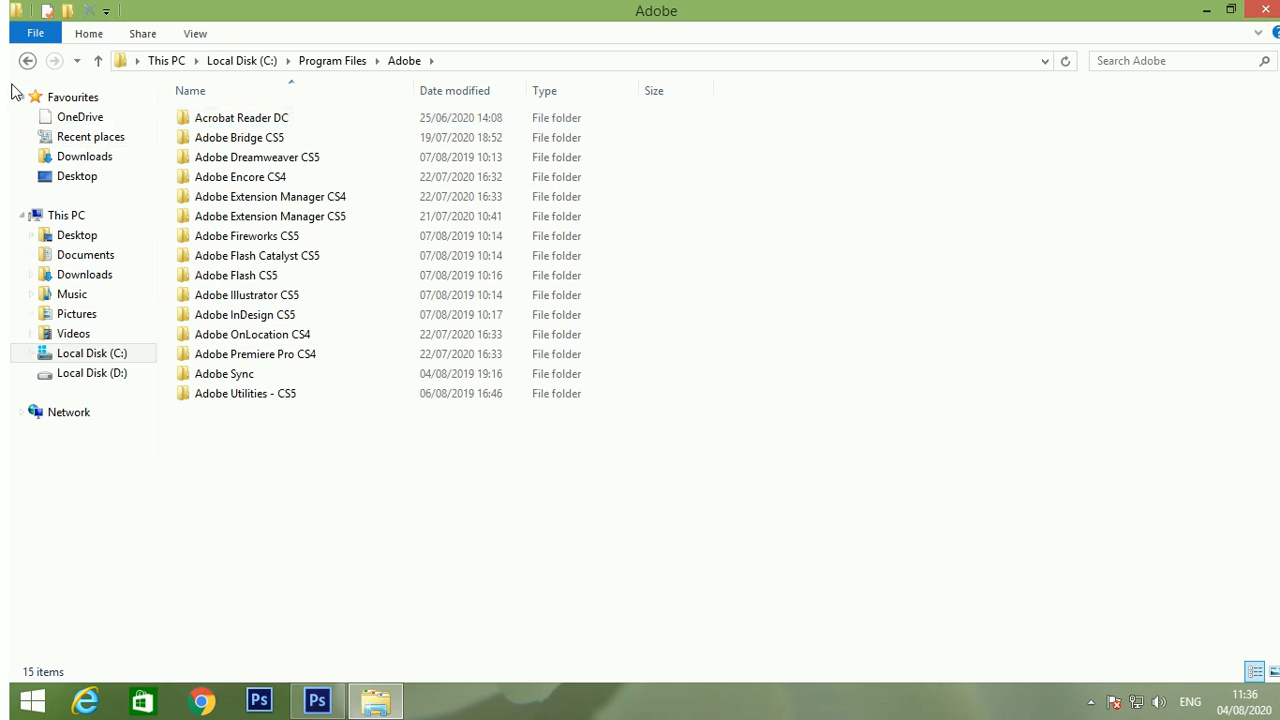 Adobe
File Home Share View
This PC Local Disk (C:) Program Files Adobe Search Adobe
Name Date modified Type Size
Favourites
OneDrive
Recent places
Downloads
Desktop
This PC
Desktop
Documents
Downloads
Music
Pictures
Videos
Local Disk (C:)
Local Disk (D:)
Network
Acrobat Reader DC 25/06/2020 14:08 File folder
Adobe Bridge CS5 19/07/2020 18:52 File folder
Adobe Dreamweaver CS5 07/08/2019 10:13 File folder
Adobe Encore CS4 22/07/2020 16:32 File folder
Adobe Extension Manager CS4 22/07/2020 16:33 File folder
Adobe Extension Manager CS5 21/07/2020 10:41 File folder
Adobe Fireworks CS5 07/08/2019 10:14 File folder
Adobe Flash Catalyst CS5 07/08/2019 10:14 File folder
Adobe Flash CS5 07/08/2019 10:16 File folder
Adobe Illustrator CS5 07/08/2019 10:14 File folder
Adobe InDesign CS5 07/08/2019 10:17 File folder
Adobe OnLocation CS4 22/07/2020 16:33 File folder
Adobe Premiere Pro CS4 22/07/2020 16:33 File folder
Adobe Sync 04/08/2019 19:16 File folder
Adobe Utilities - CS5 06/08/2019 16:46 File folder
15 items
Ps Ps
ENG
11:36
04/08/2020